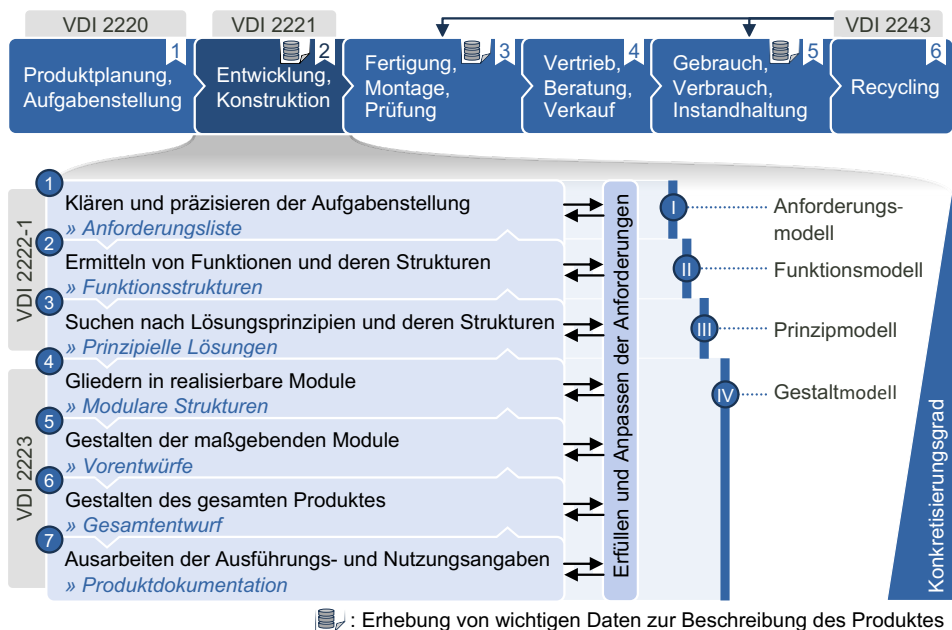 VDI 2220
VDI 2221
VDI 2243
1
Produktplanung,
Aufgabenstellung
2
Entwicklung,
Konstruktion
3
Fertigung,
Montage,
Prüfung
4
Vertrieb,
Beratung,
Verkauf
5
Gebrauch,
Verbrauch,
Instandhaltung
6
Recycling
VDI 2222-1
VDI 2223
1
Klären und präzisieren der Aufgabenstellung
» Anforderungsliste
2
Ermitteln von Funktionen und deren Strukturen
» Funktionsstrukturen
3
Suchen nach Lösungsprinzipien und deren Strukturen
» Prinzipielle Lösungen
4
Gliedern in realisierbare Module
» Modulare Strukturen
5
Gestalten der maßgebenden Module
» Vorentwürfe
6
Gestalten des gesamten Produktes
» Gesamtentwurf
7
Ausarbeiten der Ausführungs- und Nutzungsangaben
» Produktdokumentation
Erfüllen und Anpassen der Anforderungen
I
Anforderungs-
modell
II
Funktionsmodell
III
Prinzipmodell
IV
Gestaltmodell
Konkretisierungsgrad
: Erhebung von wichtigen Daten zur Beschreibung des Produktes